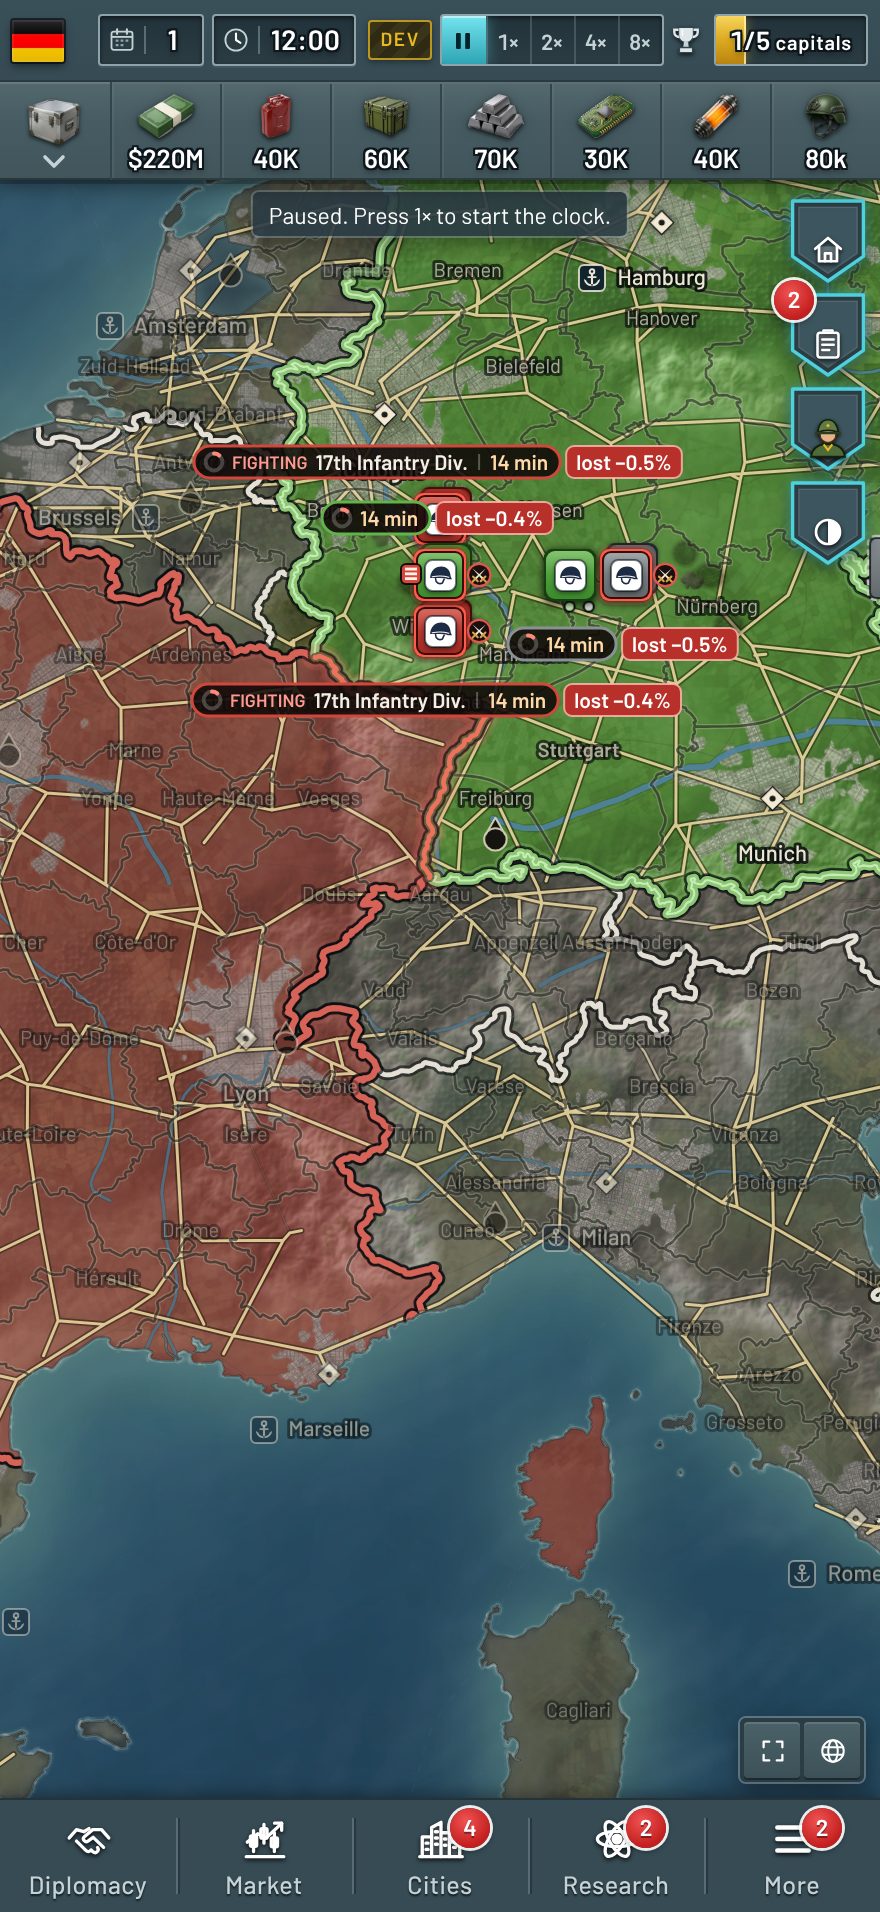 1
12:00
DEV
1×
2×
4×
8×
1/5 capitals
$220M
40K
60K
70K
30K
40K
80k
Paused. Press 1× to start the clock.
Drenthe
Bremen
Hamburg
Amsterdam
Hanover
2
Zuid-Holland
Bielefeld
Noord-Brabant
FIGHTING 17th Infantry Div. 14 min lost −0.5%
Brussels
14 min lost −0.4%
Nord
Namur
Nürnberg
Aisne
Ardennes
14 min lost −0.5%
FIGHTING 17th Infantry Div. 14 min lost −0.4%
Marne
Stuttgart
Yonne
Haute-Marne
Vosges
Freiburg
Munich
Doubs
Aargau
Cher
Côte-d'Or
Appenzell Ausserrhoden
Tirol
Vaud
Bozen
Puy-de-Dôme
Valais
Bergamo
Lyon
Savoie
Varese
Brescia
Isère
Turin
Vicenza
Alessandria
Bologna
Drôme
Cuneo
Milan
Hérault
Firenze
Arezzo
Marseille
Grosseto
Rome
Cagliari
Diplomacy
Market
4
Cities
2
Research
2
More